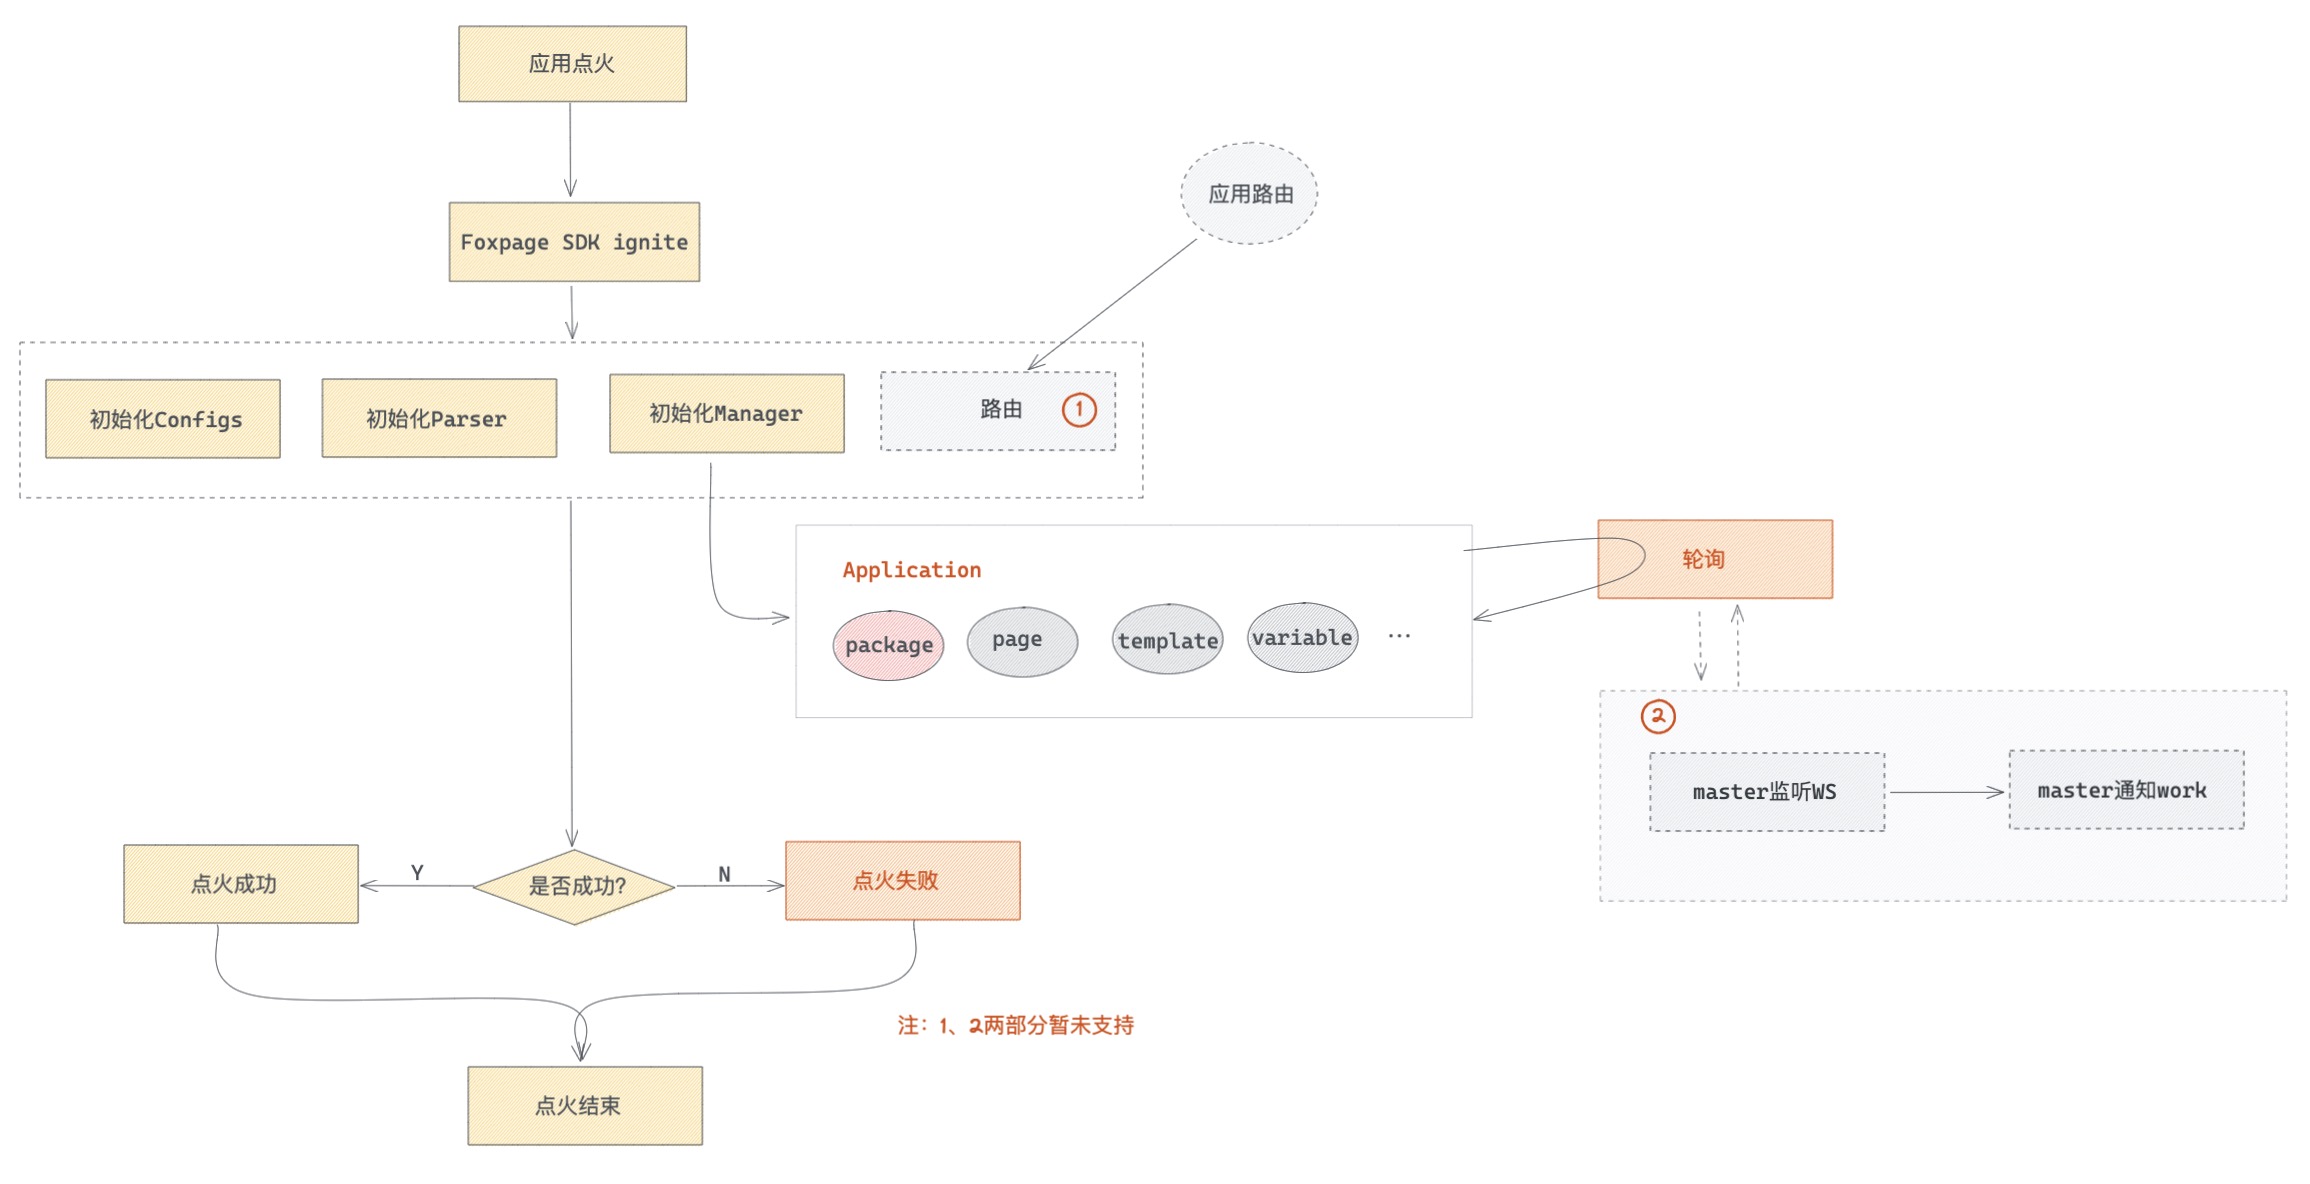 应用点火
应用路由
Foxpage SDK ignite
初始化Configs
初始化Parser
初始化Manager
路由
1
Application
package
page
template
variable
...
轮询
2
master监听WS
master通知work
点火成功
Y
是否成功?
N
点火失败
注：1、2两部分暂未支持
点火结束